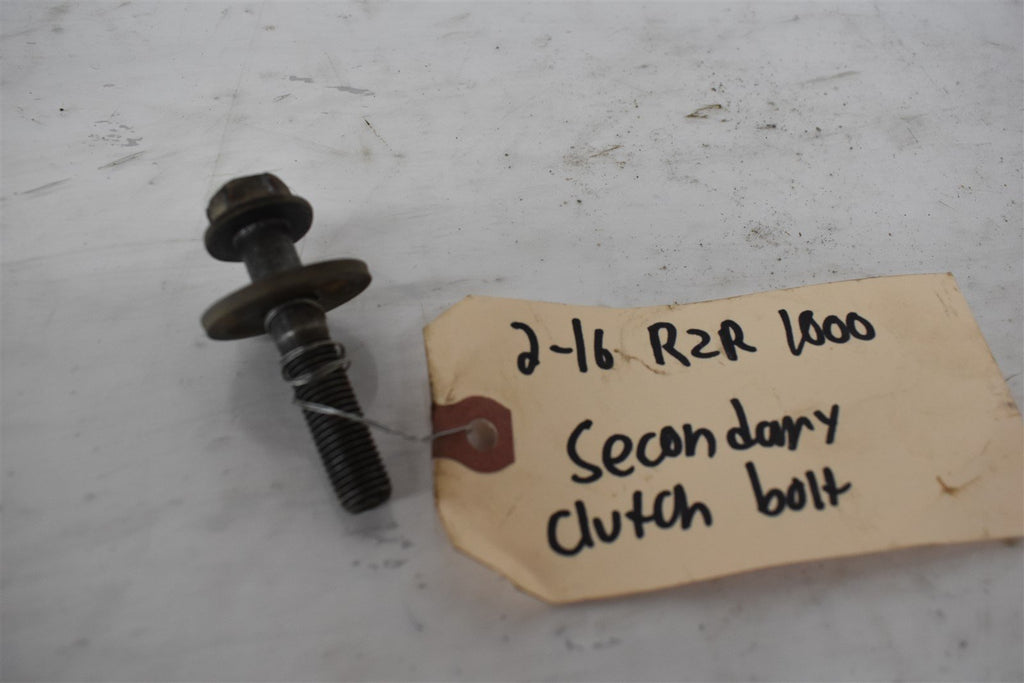 2-16 RZR 1000
Secondary
clutch bolt